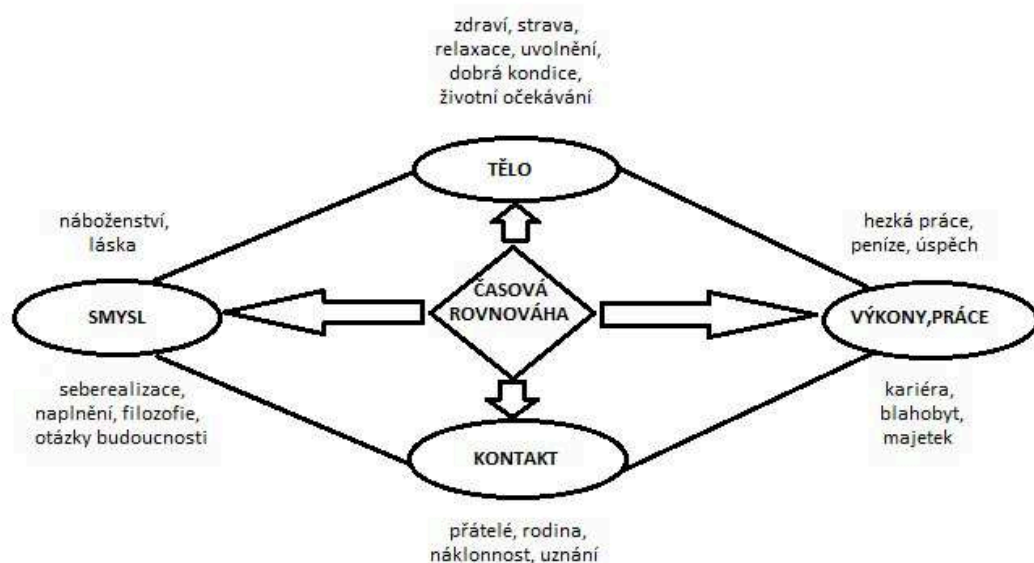 zdraví, strava,
relaxace, uvolnění,
dobrá kondice,
životní očekávání
TĚLO
náboženství,
láska
hezká práce,
peníze, úspěch
SMYSL
ČASOVÁ
ROVNOVÁHA
VÝKONY,PRÁCE
seberealizace,
naplnění, filozofie,
otázky budoucnosti
kariéra,
blahobyt,
majetek
KONTAKT
přátelé, rodina,
náklonnost, uznání